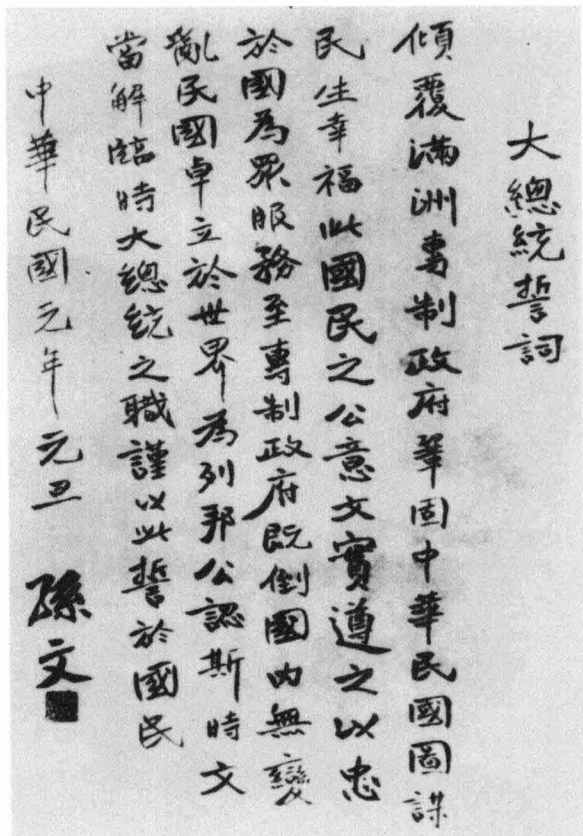 大總統誓詞
傾覆滿洲專制政府鞏固中華民國圖謀
民生幸福此國民之公意文實遵之以忠
於國為眾服務至專制政府既倒國內無變
亂民國卓立於世界為列邦公認斯時文
當解臨時大總統之職謹以此誓於國民
中華民國元年元旦 孫文